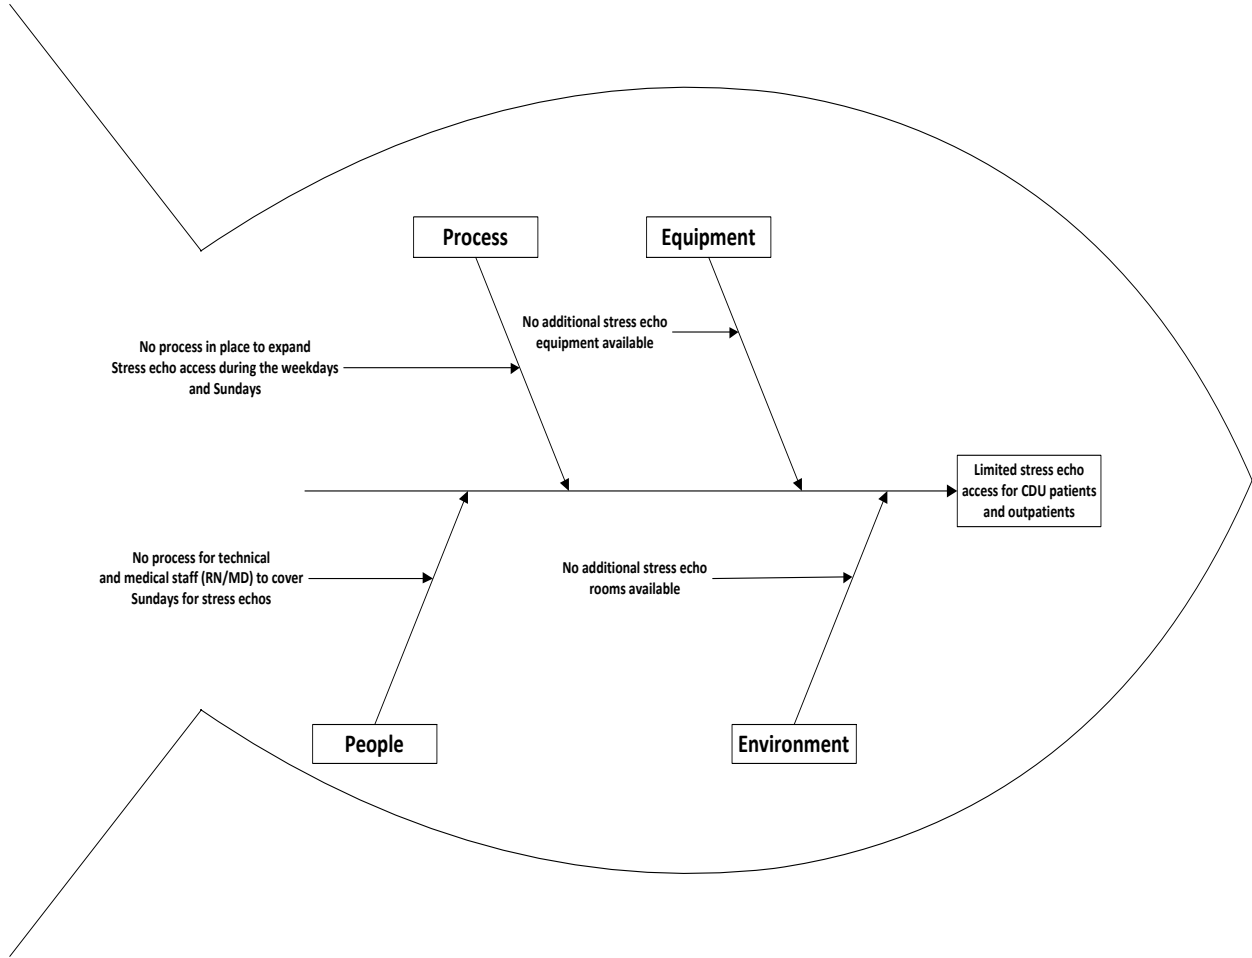 Process
Equipment
No additional stress echo
equipment available
No process in place to expand
Stress echo access during the weekdays
and Sundays
Limited stress echo
access for CDU patients
and outpatients
No process for technical
and medical staff (RN/MD) to cover
Sundays for stress echos
No additional stress echo
rooms available
People
Environment